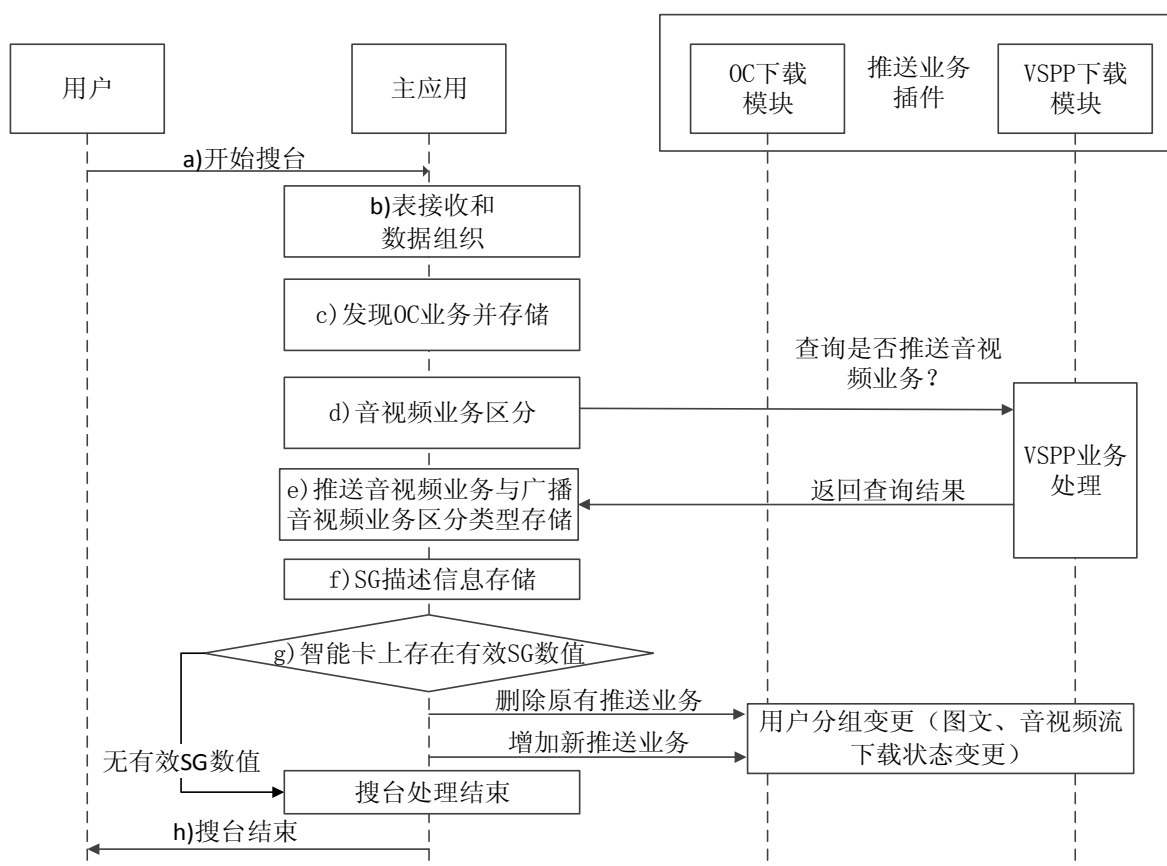 用户
主应用
OC下载
模块
推送业务
插件
VSPP下载
模块
a)开始搜台
b)表接收和
数据组织
c)发现OC业务并存储
查询是否推送音视
频业务？
d)音视频业务区分
VSPP业务
处理
e)推送音视频业务与广播
音视频业务区分类型存储
返回查询结果
f)SG描述信息存储
g)智能卡上存在有效SG数值
删除原有推送业务
用户分组变更（图文、音视频流
下载状态变更）
增加新推送业务
无有效SG数值
搜台处理结束
h)搜台结束